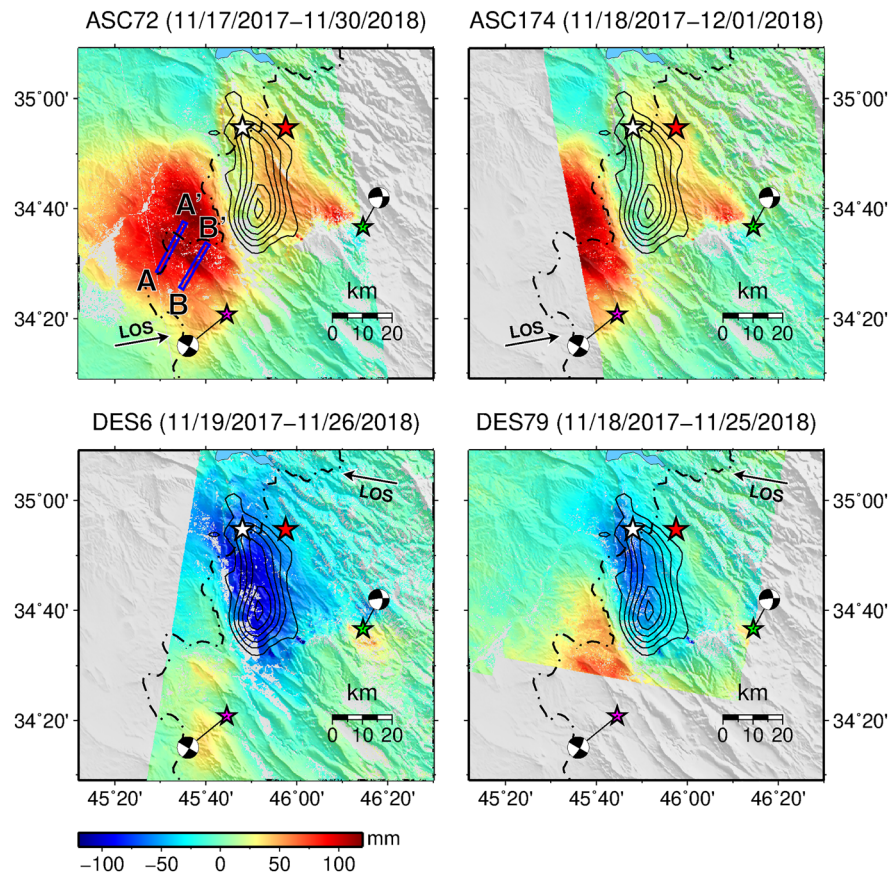 ASC72 (11/17/2017−11/30/2018)
ASC174 (11/18/2017−12/01/2018)
35˚00'
34˚40'
34˚20'
A'
B'
A
B
LOS
km
0 10 20
LOS
km
0 10 20
35˚00'
34˚40'
34˚20'
DES6 (11/19/2017−11/26/2018)
DES79 (11/18/2017−11/25/2018)
35˚00'
34˚40'
34˚20'
LOS
km
0 10 20
LOS
km
0 10 20
35˚00'
34˚40'
34˚20'
45˚20' 45˚40' 46˚00' 46˚20'
45˚20' 45˚40' 46˚00' 46˚20'
mm
−100 −50 0 50 100